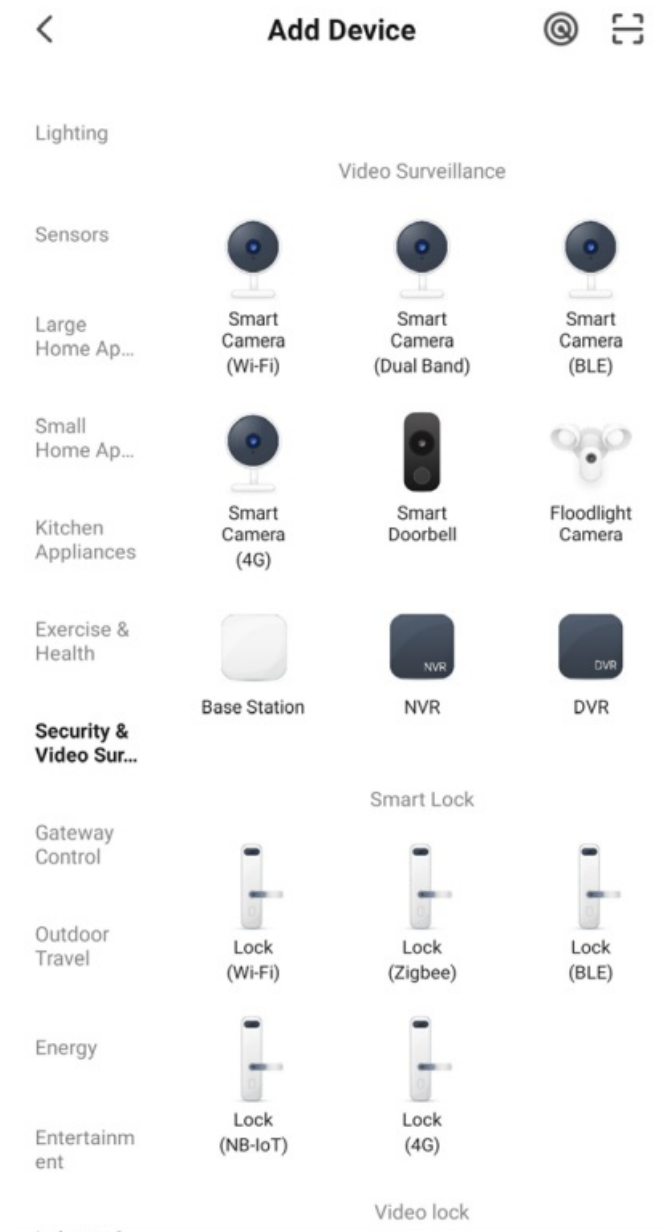 Add Device
Lighting
Sensors
Large
Home Ap...
Small
Home Ap...
Kitchen
Appliances
Exercise &
Health
Security &
Video Sur...
Gateway
Control
Outdoor
Travel
Energy
Entertainm
ent
Video Surveillance
Smart
Camera
(Wi-Fi)
Smart
Camera
(Dual Band)
Smart
Camera
(BLE)
Smart
Camera
(4G)
Smart
Doorbell
Floodlight
Camera
Base Station
NVR
NVR
DVR
DVR
Smart Lock
Lock
(Wi-Fi)
Lock
(Zigbee)
Lock
(BLE)
Lock
(NB-IoT)
Lock
(4G)
Video lock